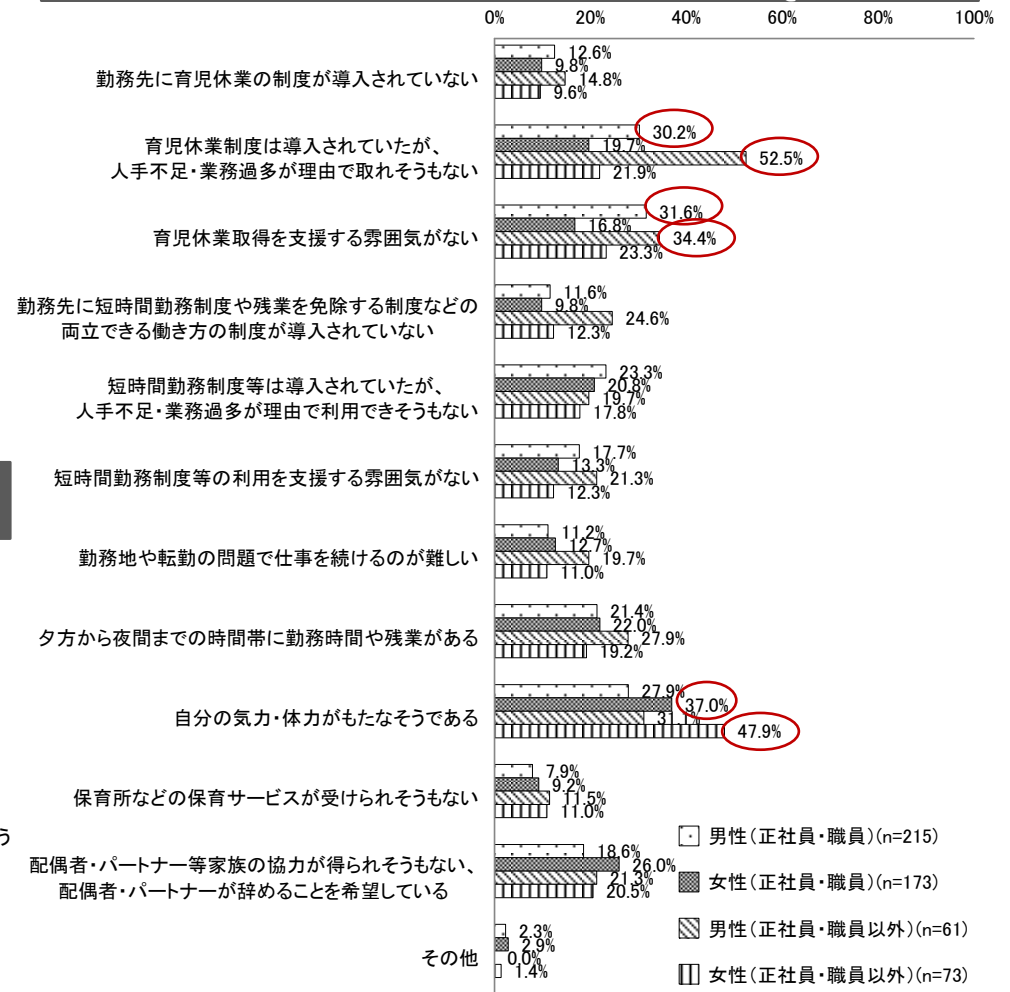 0%
20%
40%
60%
80%
100%
勤務先に育児休業の制度が導入されていない
12.6%
9.8%
14.8%
9.6%
育児休業制度は導入されていたが、
人手不足・業務過多が理由で取れそうもない
30.2%
19.7%
52.5%
21.9%
育児休業取得を支援する雰囲気がない
31.6%
16.8%
34.4%
23.3%
勤務先に短時間勤務制度や残業を免除する制度などの
両立できる働き方の制度が導入されていない
11.6%
9.8%
24.6%
12.3%
短時間勤務制度等は導入されていたが、
人手不足・業務過多が理由で利用できそうもない
23.3%
20.8%
19.7%
17.8%
短時間勤務制度等の利用を支援する雰囲気がない
17.7%
13.3%
21.3%
12.3%
勤務地や転勤の問題で仕事を続けるのが難しい
11.2%
12.7%
19.7%
11.0%
夕方から夜間までの時間帯に勤務時間や残業がある
21.4%
22.0%
27.9%
19.2%
自分の気力・体力がもたなそうである
27.9%
37.0%
31.1%
47.9%
保育所などの保育サービスが受けられそうもない
7.9%
9.2%
11.5%
11.0%
う
配偶者・パートナー等家族の協力が得られそうもない、
配偶者・パートナーが辞めることを希望している
18.6%
26.0%
21.3%
20.5%
その他
2.3%
2.9%
0.0%
1.4%
男性(正社員・職員)(n=215)
女性(正社員・職員)(n=173)
男性(正社員・職員以外)(n=61)
女性(正社員・職員以外)(n=73)